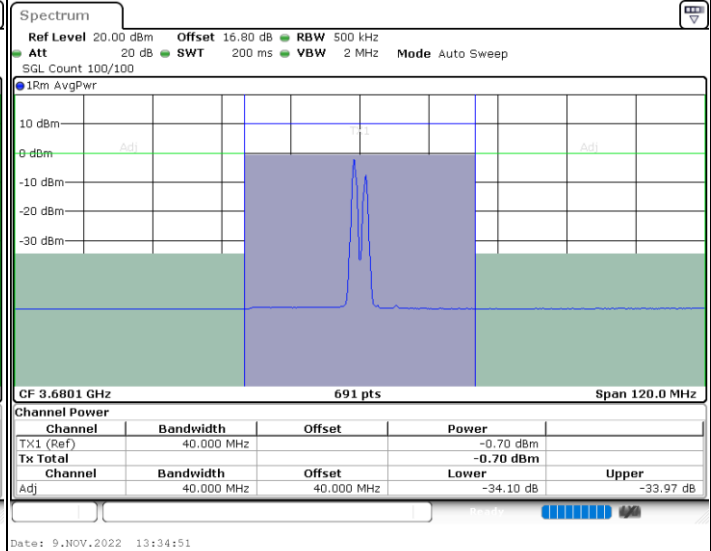 Spectrum
Ref Level 20.00 dBm Offset 16.80 dB RBW 500 kHz
Att 20 dB SWT 200 ms VBW 2 MHz Mode Auto Sweep
SGL Count 100/100
1Rm AvgPwr
10 dBm
TX1
0 dBm
Adj
Adj
-10 dBm
-20 dBm
-30 dBm
CF 3.6801 GHz 691 pts Span 120.0 MHz
Channel Power
Channel Bandwidth Offset Power
TX1 (Ref) 40.000 MHz -0.70 dBm
Tx Total -0.70 dBm
Channel Bandwidth Offset Lower Upper
Adj 40.000 MHz 40.000 MHz -34.10 dB -33.97 dB
Ready
Date: 9.NOV.2022 13:34:51